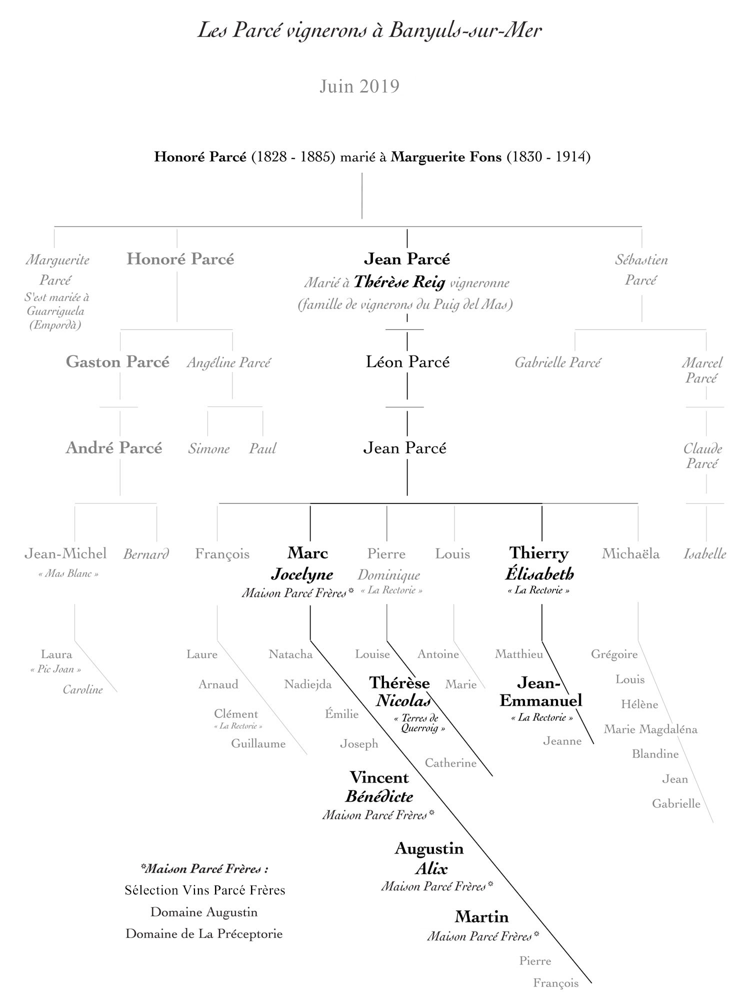 Les Parcé vignerons à Banyuls-sur-Mer
Juin 2019
Honoré Parcé (1828 - 1885) marié à Marguerite Fons (1830 - 1914)
Marguerite
Parcé
S'est mariée à
Guarriguela
(Empordà)
Honoré Parcé
Jean Parcé
Marié à Thérèse Reig vigneronne
(famille de vignerons du Puig del Mas)
Sébastien
Parcé
Gaston Parcé
Angéline Parcé
Léon Parcé
Gabrielle Parcé
Marcel
Parcé
André Parcé
Simone
Paul
Jean Parcé
Claude
Parcé
Jean-Michel
« Mas Blanc »
Bernard
François
Marc
Jocelyne
Maison Parcé Frères*
Pierre
Dominique
« La Rectorie »
Louis
Thierry
Élisabeth
« La Rectorie »
Michaëla
Isabelle
Laura
« Pic Joan »
Caroline
Laure
Arnaud
Clément
« La Rectorie »
Guillaume
Natacha
Nadiejda
Émilie
Joseph
Vincent
Bénédicte
Maison Parcé Frères*
Augustin
Alix
Maison Parcé Frères*
Martin
Maison Parcé Frères*
Pierre
François
Louise
Thérèse
Nicolas
« Terres de
Querroig »
Catherine
Antoine
Marie
Matthieu
Jean-
Emmanuel
« La Rectorie »
Jeanne
Grégoire
Louis
Hélène
Marie Magdaléna
Blandine
Jean
Gabrielle
*Maison Parcé Frères :
Sélection Vins Parcé Frères
Domaine Augustin
Domaine de La Préceptorie